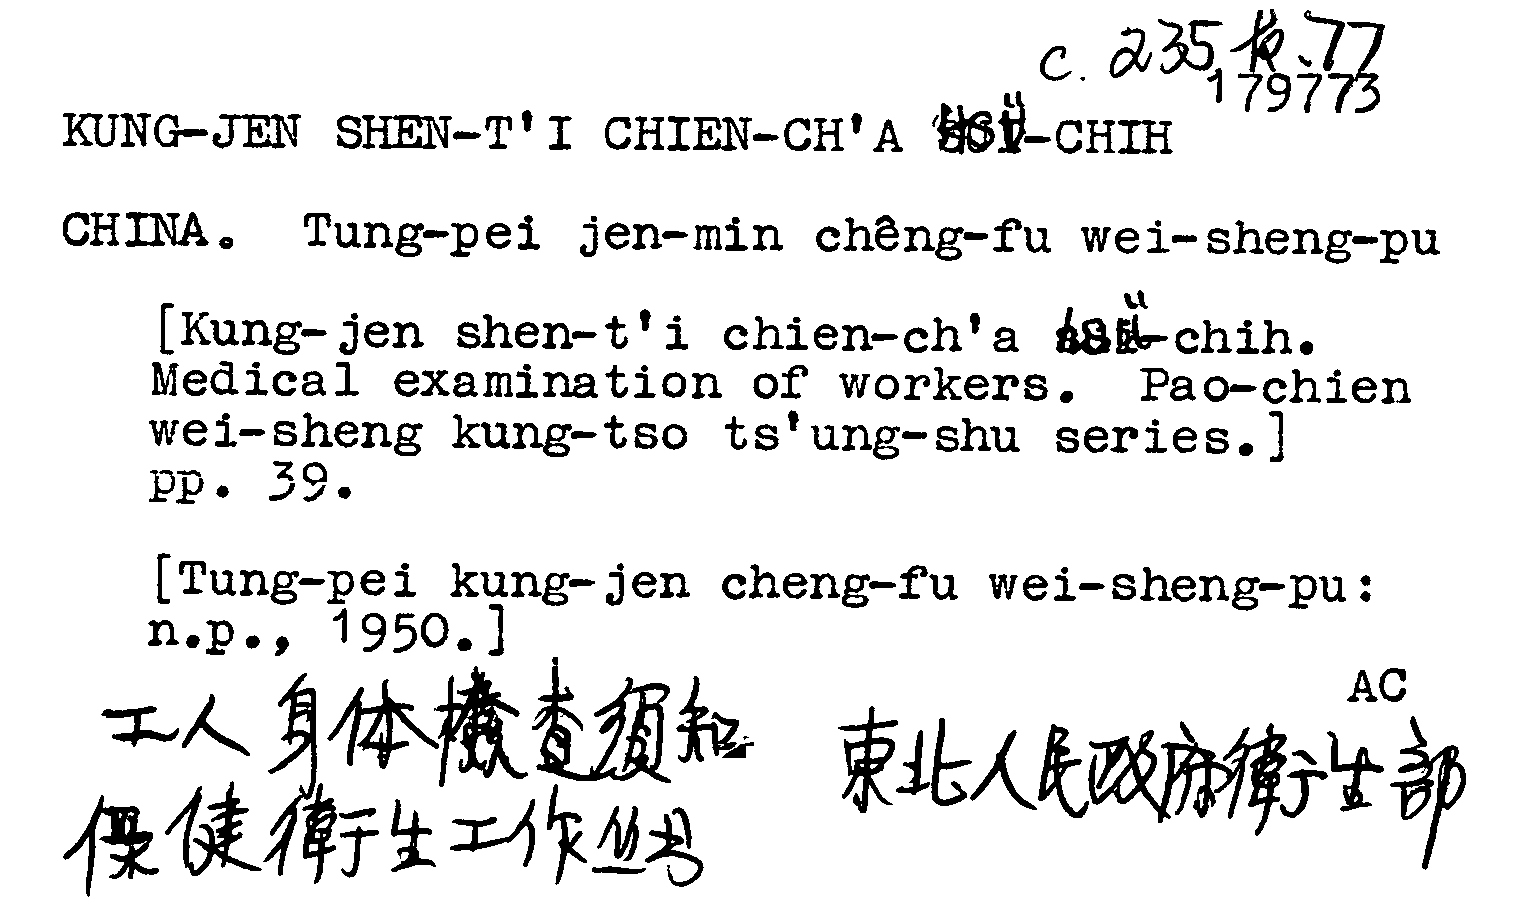 c. 235 k. 77
179773
KUNG-JEN SHEN-T'I CHIEN-CH'A HSÜ-CHIH
CHINA. Tung-pei jen-min chêng-fu wei-sheng-pu
[Kung-jen shen-t'i chien-ch'a hsü-chih.
Medical examination of workers. Pao-chien
wei-sheng kung-tso ts'ung-shu series.]
pp. 39.
[Tung-pei kung-jen cheng-fu wei-sheng-pu:
n.p., 1950.]
AC
工人身体檢查須知
東北人民政府衛生部
保健衛生工作丛书